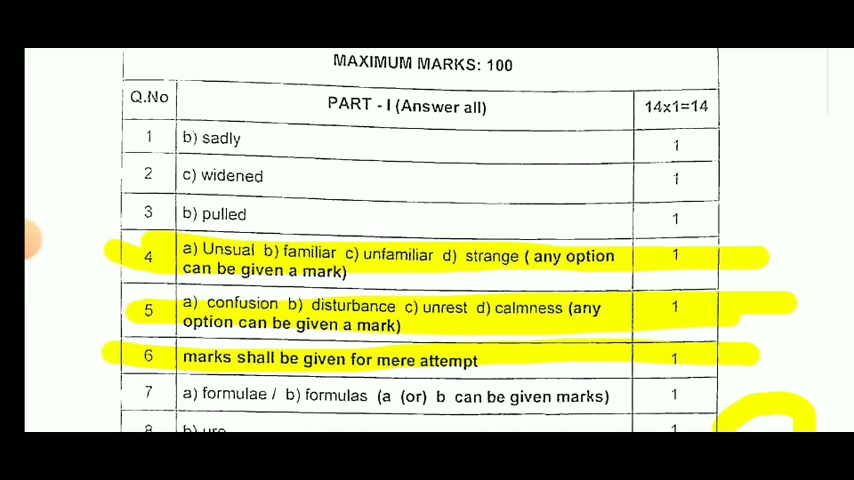 MAXIMUM MARKS: 100
Q.No PART - I (Answer all) 14x1=14
1 b) sadly 1
2 c) widened 1
3 b) pulled 1
4 a) Unsual b) familiar c) unfamiliar d) strange ( any option can be given a mark) 1
5 a) confusion b) disturbance c) unrest d) calmness (any option can be given a mark) 1
6 marks shall be given for mere attempt 1
7 a) formulae / b) formulas (a (or) b can be given marks) 1
8 b) 1